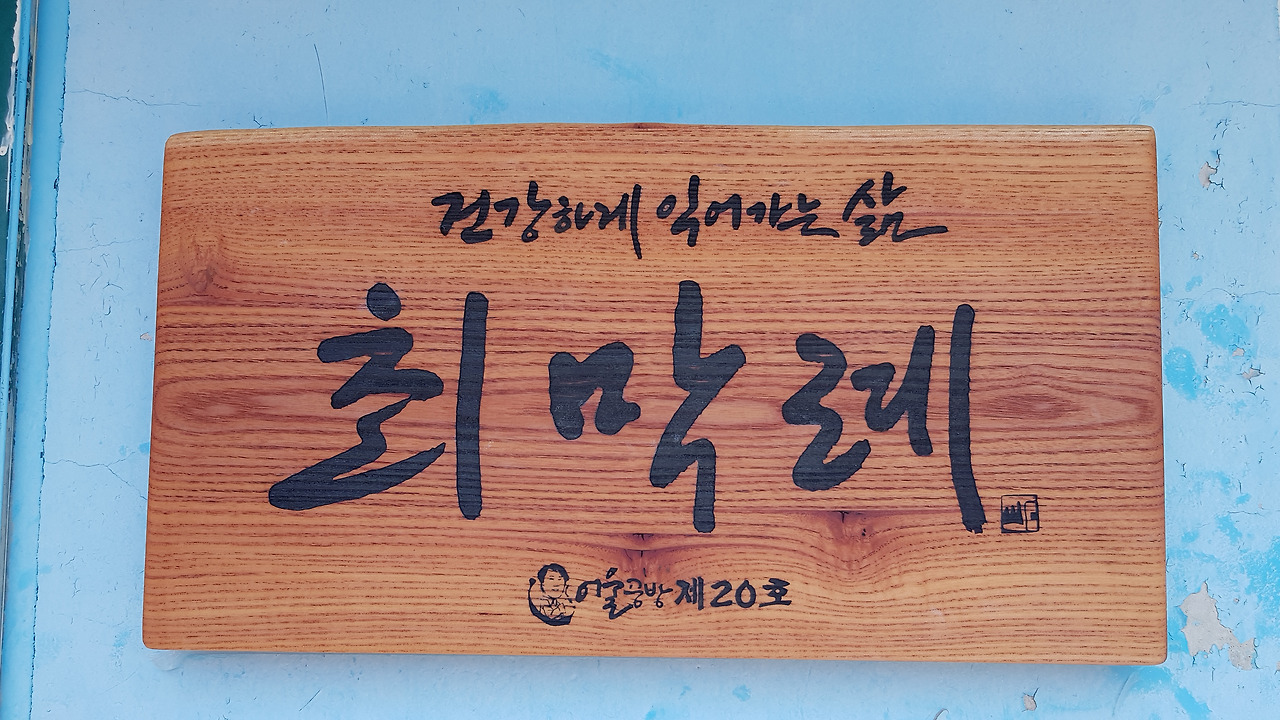 건강하게 익어가는 삶
최막례
어울공방 제20호